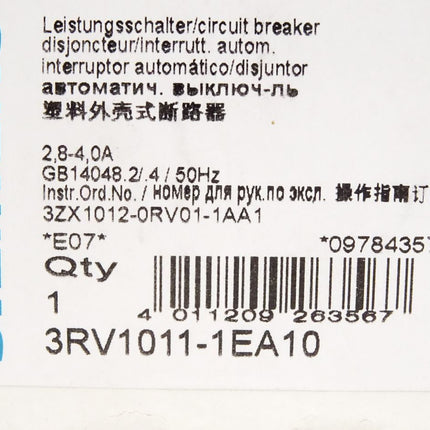 Leistungsschalter/circuit breaker
disjoncteur/interrutt. autom.
interruptor automático/disjuntor
автоматич. выключ-ль
塑料外壳式断路器
2,8-4,0A
GB14048.2/.4 / 50Hz
Instr.Ord.No. / номер для рук.по эксл. 操作指南订
3ZX1012-0RV01-1AA1
*E07* *09784357
Qty
1
4 011209 263567
3RV1011-1EA10